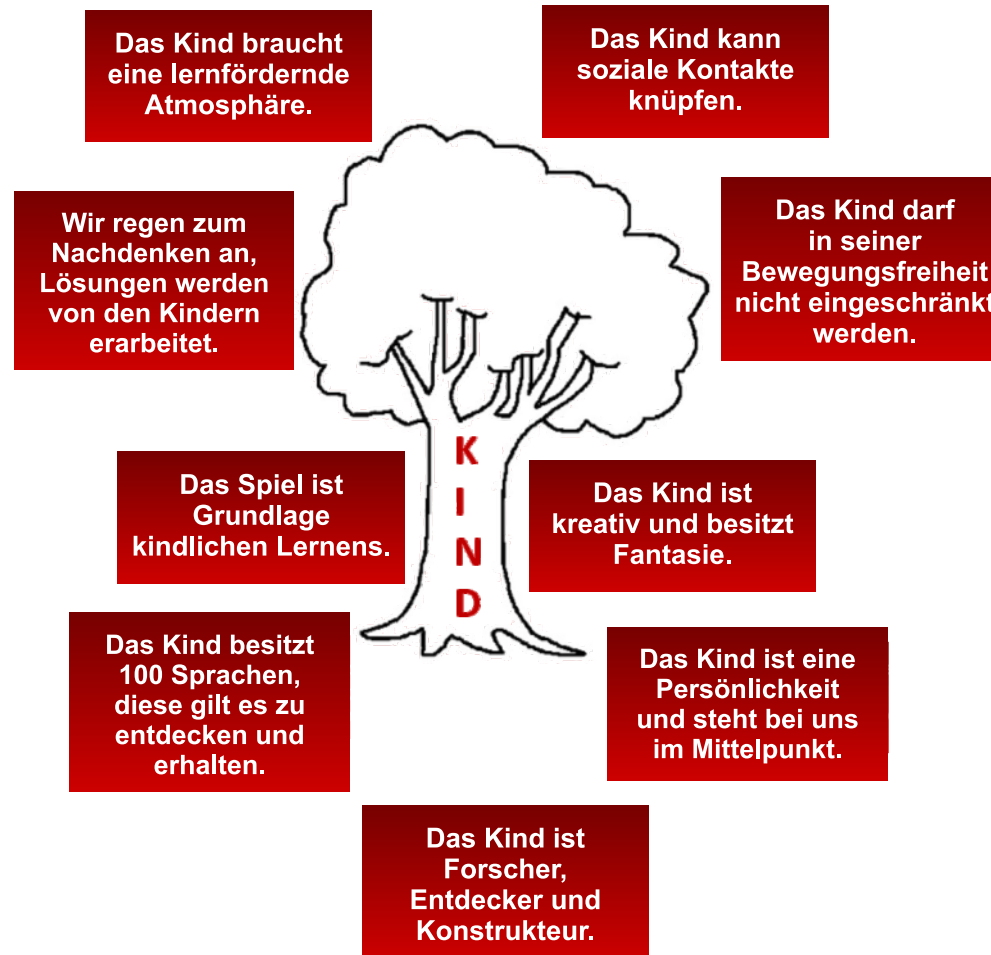 Das Kind braucht
eine lernfördernde
Atmosphäre.
Das Kind kann
soziale Kontakte
knüpfen.
Wir regen zum
Nachdenken an,
Lösungen werden
von den Kindern
erarbeitet.
Das Kind darf
in seiner
Bewegungsfreiheit
nicht eingeschränkt
werden.
K
I
N
D
Das Spiel ist
Grundlage
kindlichen Lernens.
Das Kind ist
kreativ und besitzt
Fantasie.
Das Kind besitzt
100 Sprachen,
diese gilt es zu
entdecken und
erhalten.
Das Kind ist eine
Persönlichkeit
und steht bei uns
im Mittelpunkt.
Das Kind ist
Forscher,
Entdecker und
Konstrukteur.